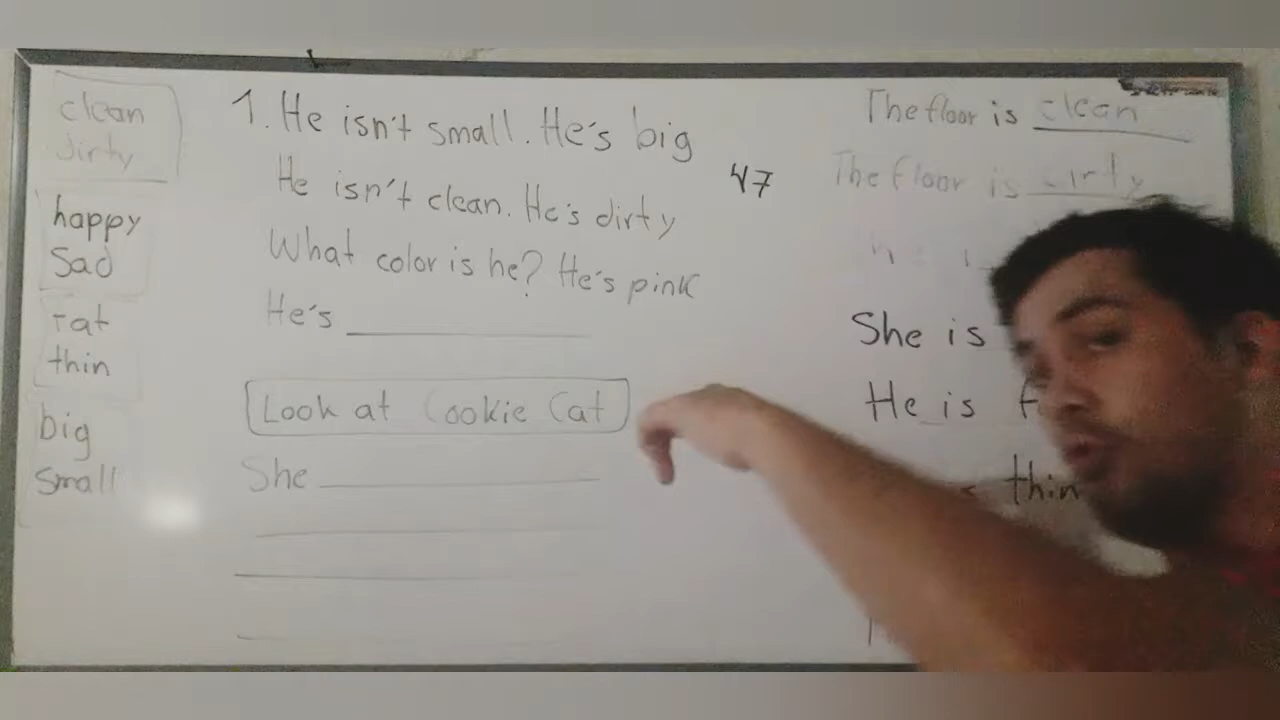 clean
dirty
happy
Sad
fat
thin
big
small
1. He isn't small. He's big
He isn't clean. He's dirty
What color is he? He's pink
He's
Look at Cookie Cat
She
47
The floor is clean
The floor is dirty
She is
He is
thin